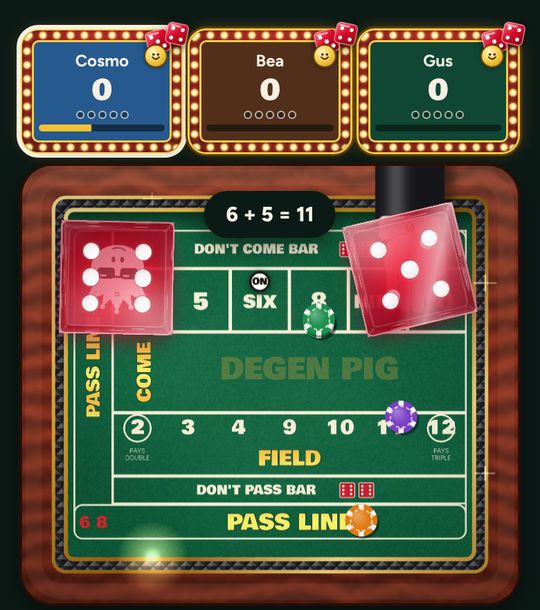 Cosmo
Bea
Gus
0
0
0
6 + 5 = 11
DON'T COME BAR
5
ON
SIX
8
PASS LIN
COME
DEGEN PIG
2
3
4
9
10
12
PAYS
DOUBLE
PAYS
TRIPLE
FIELD
DON'T PASS BAR
6 8
PASS LINE